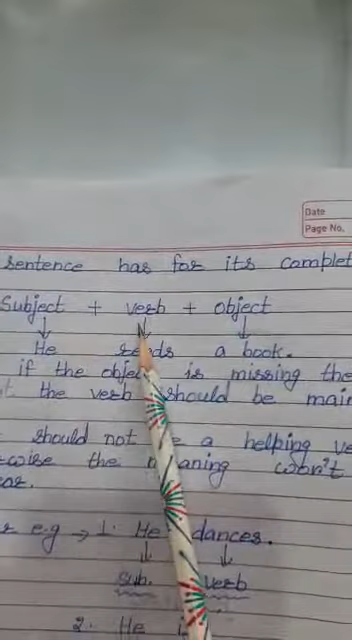 Date
Page No.
sentence has for its complet
Subject + verb + object
He reads a book.
if the object is missing the
the verb should be main
should not a helping ve
wise the meaning won't
e.g → 1. He dances.
Sub. verb
2. He